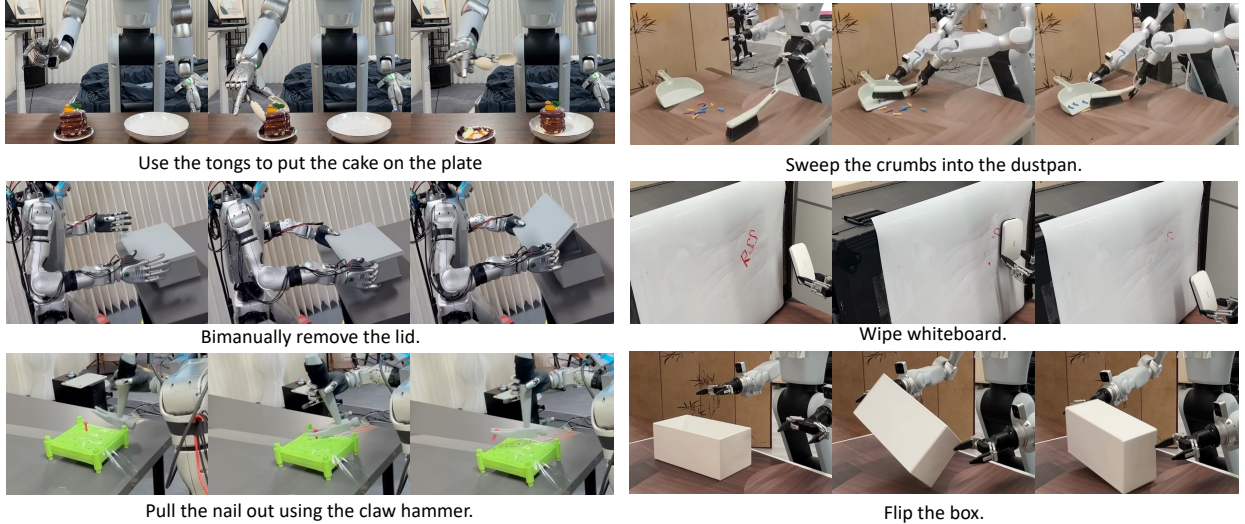 Use the tongs to put the cake on the plate
Sweep the crumbs into the dustpan.
Bimanually remove the lid.
RSS
Wipe whiteboard.
Pull the nail out using the claw hammer.
Flip the box.